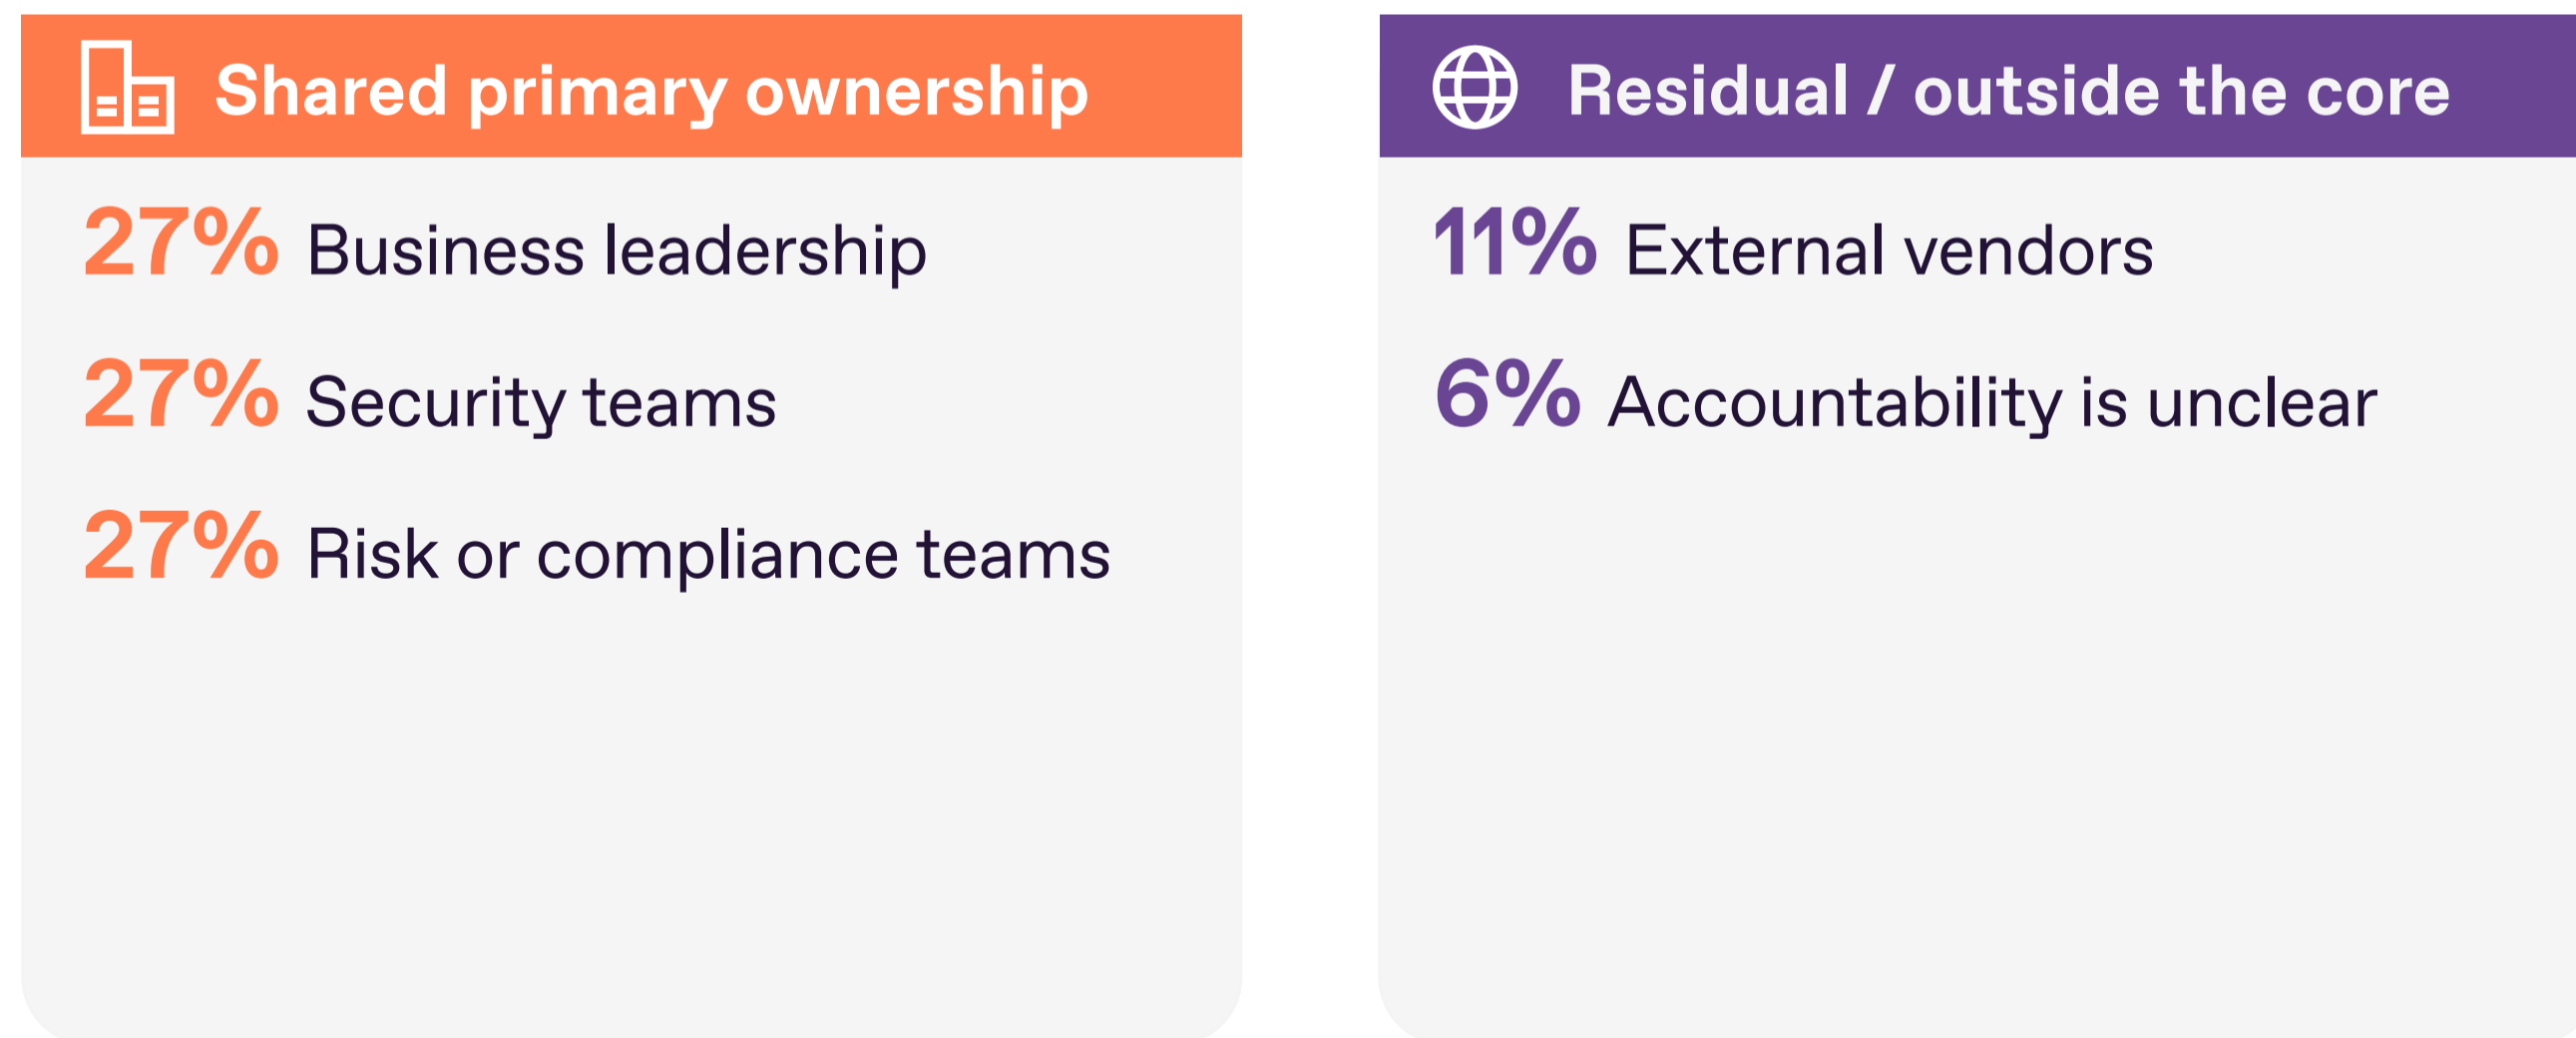 Shared primary ownership
27% Business leadership
27% Security teams
27% Risk or compliance teams
Residual / outside the core
11% External vendors
6% Accountability is unclear